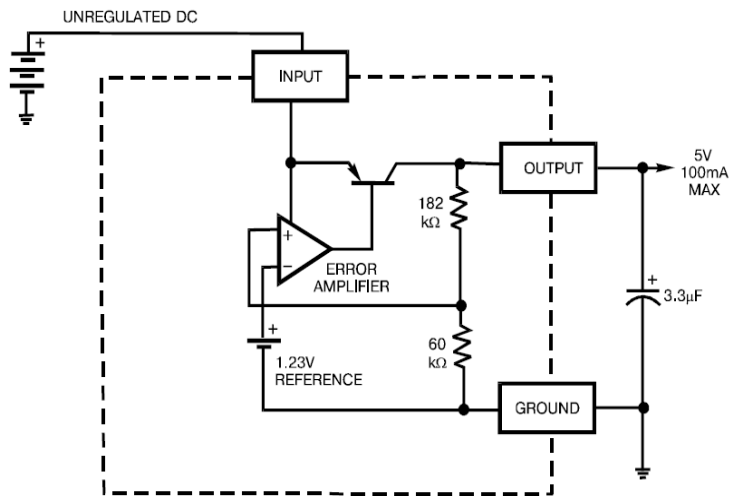 UNREGULATED DC
+
INPUT
OUTPUT
5V
100mA
MAX
182
kΩ
+
−
ERROR
AMPLIFIER
+
3.3µF
+
1.23V
REFERENCE
60
kΩ
GROUND